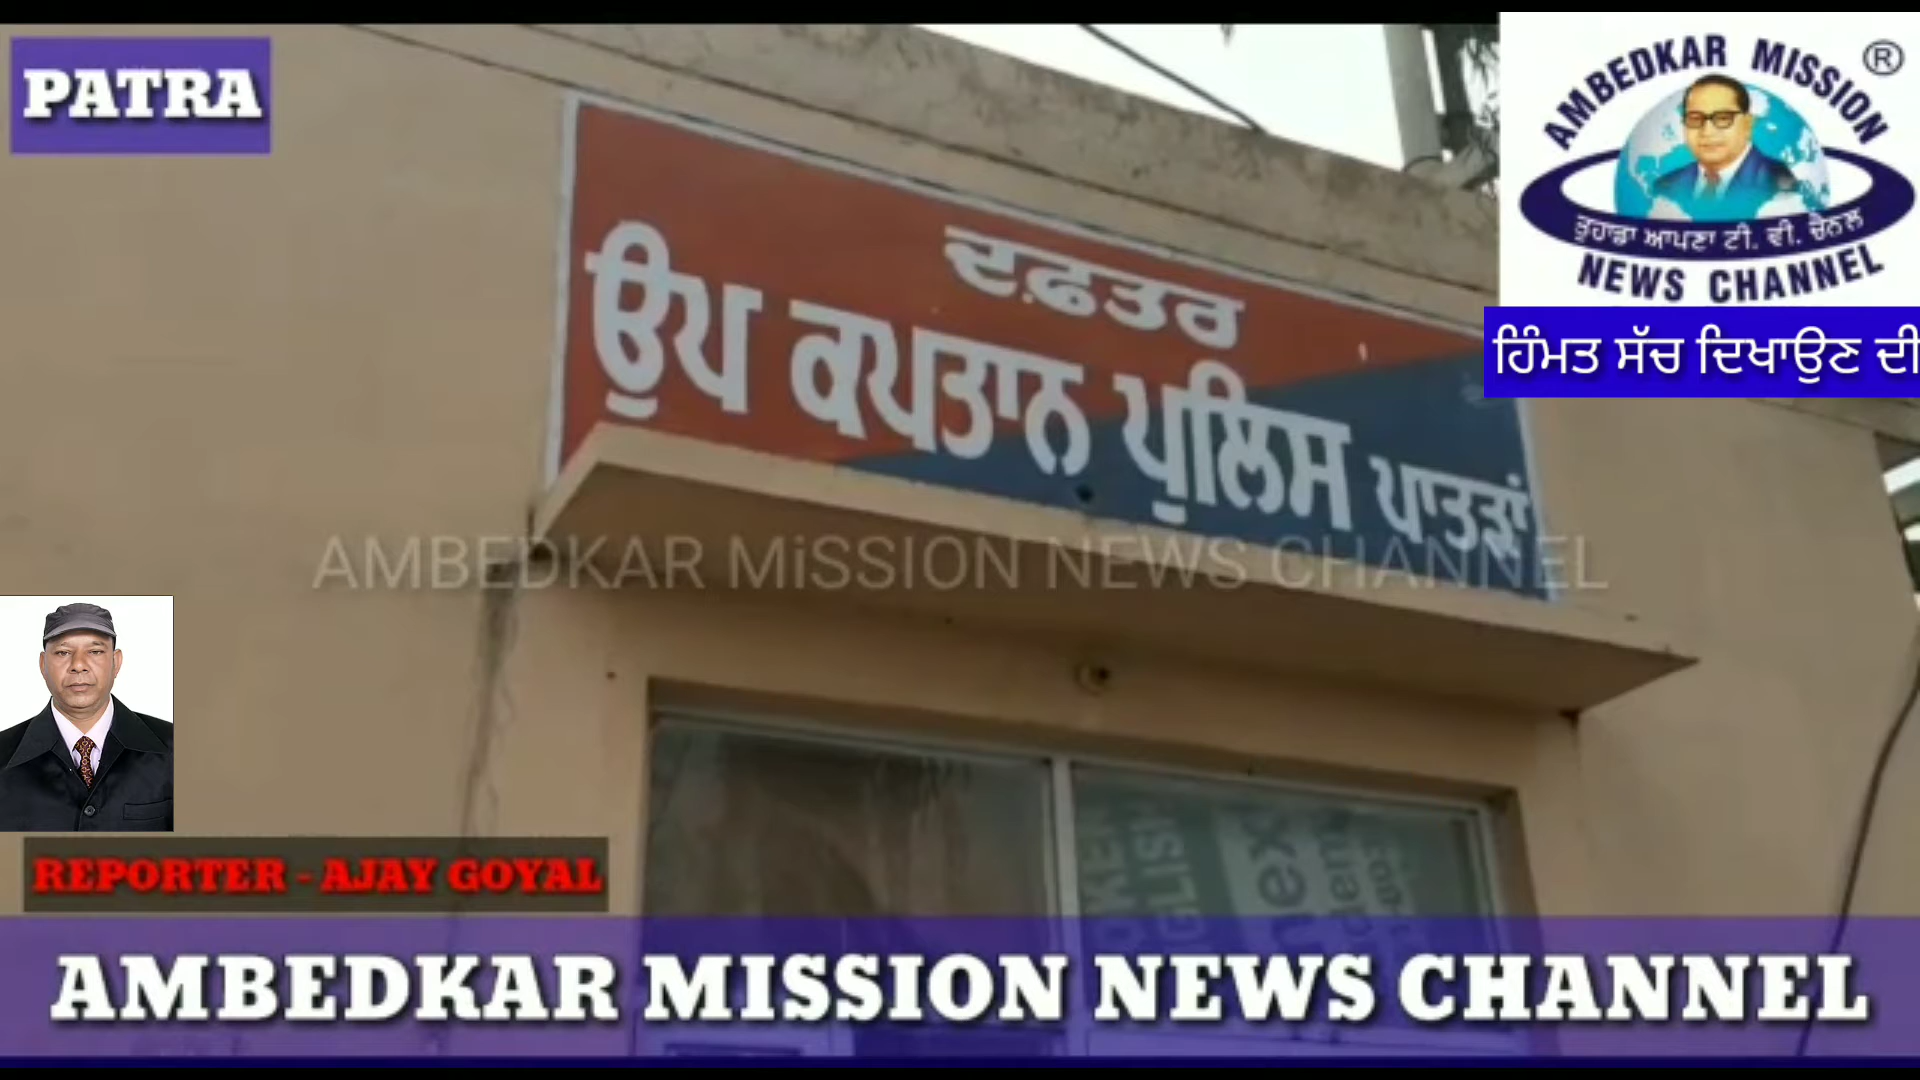 PATRA
AMBEDKAR MISSION ®
ਤੁਹਾਡਾ ਆਪਣਾ ਟੀ. ਵੀ. ਚੈਨਲ
NEWS CHANNEL
ਹਿੰਮਤ ਸੱਚ ਦਿਖਾਉਣ ਦੀ
ਦਫ਼ਤਰ
ਉਪ ਕਪਤਾਨ ਪੁਲਿਸ ਪਾਤੜਾਂ
AMBEDKAR MiSSION NEWS CHANNEL
REPORTER - AJAY GOYAL
AMBEDKAR MISSION NEWS CHANNEL